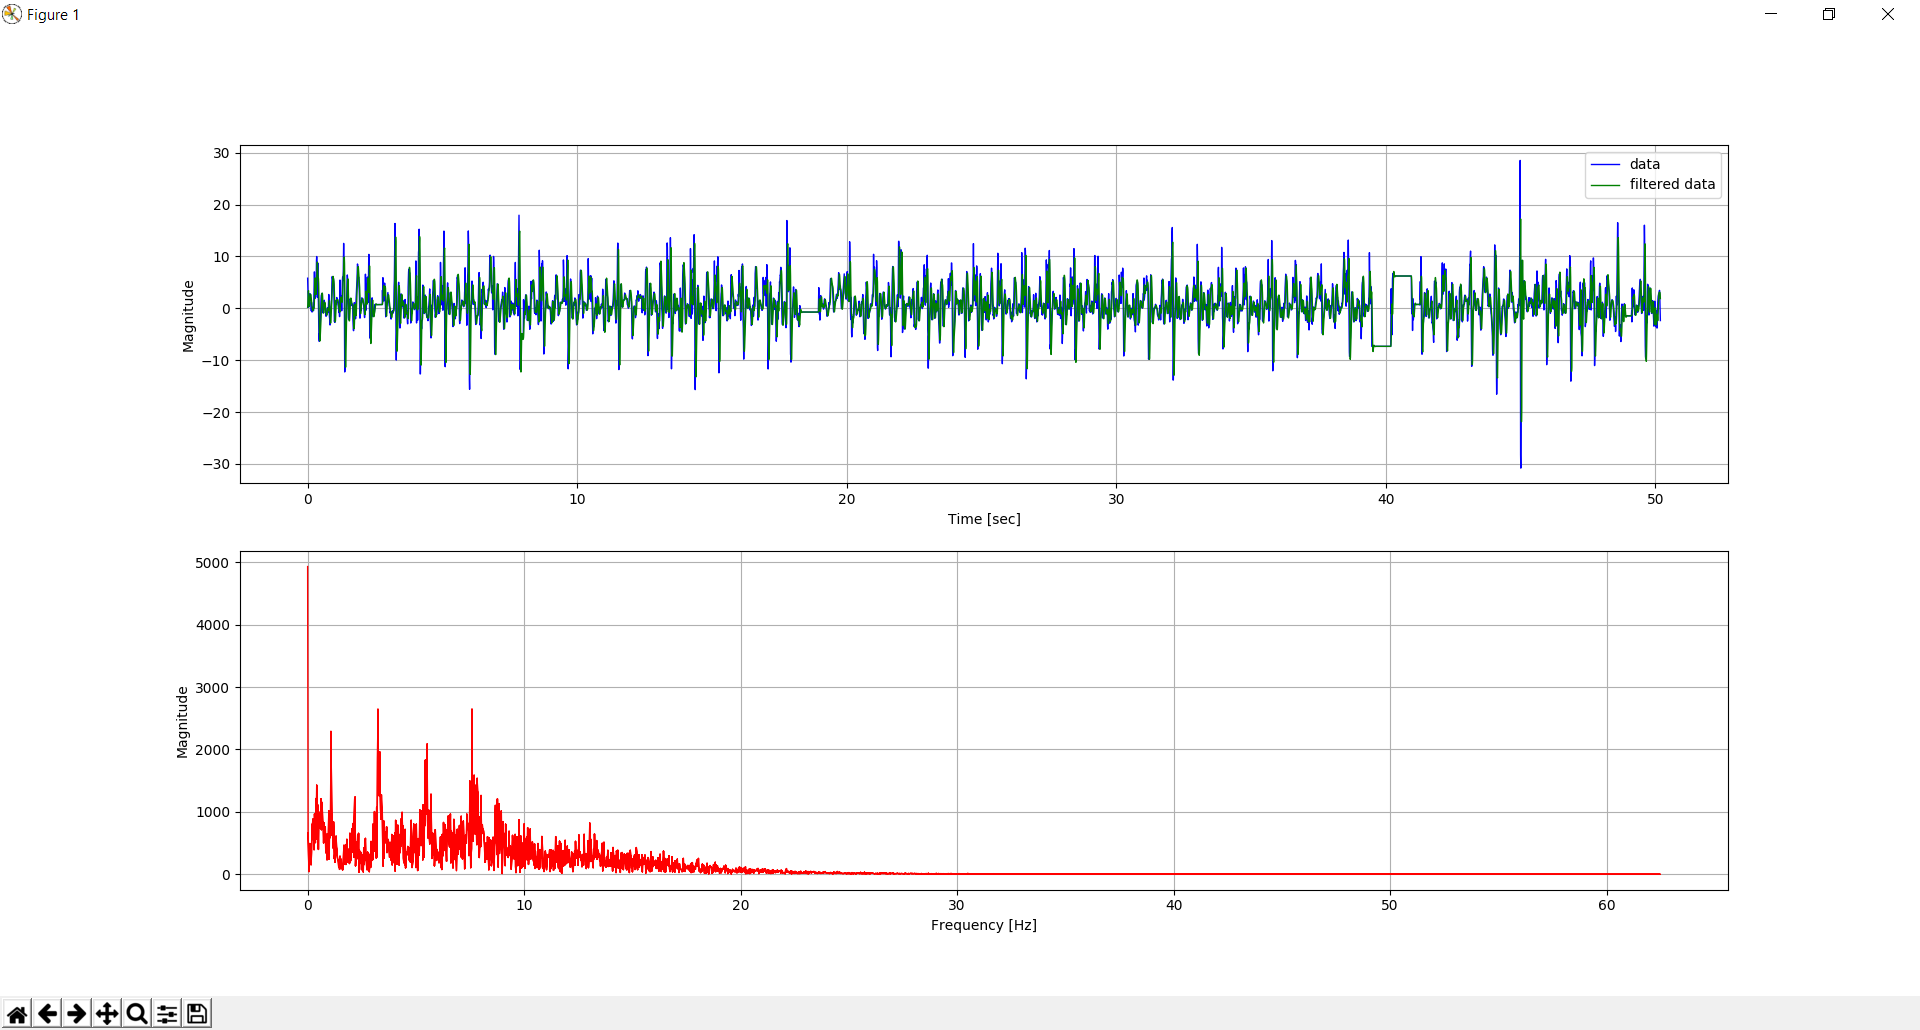 Figure 1
30
20
10
0
−10
−20
−30
Magnitude
data
filtered data
0 10 20 30 40 50
Time [sec]
5000
4000
3000
2000
1000
0
Magnitude
0 10 20 30 40 50 60
Frequency [Hz]